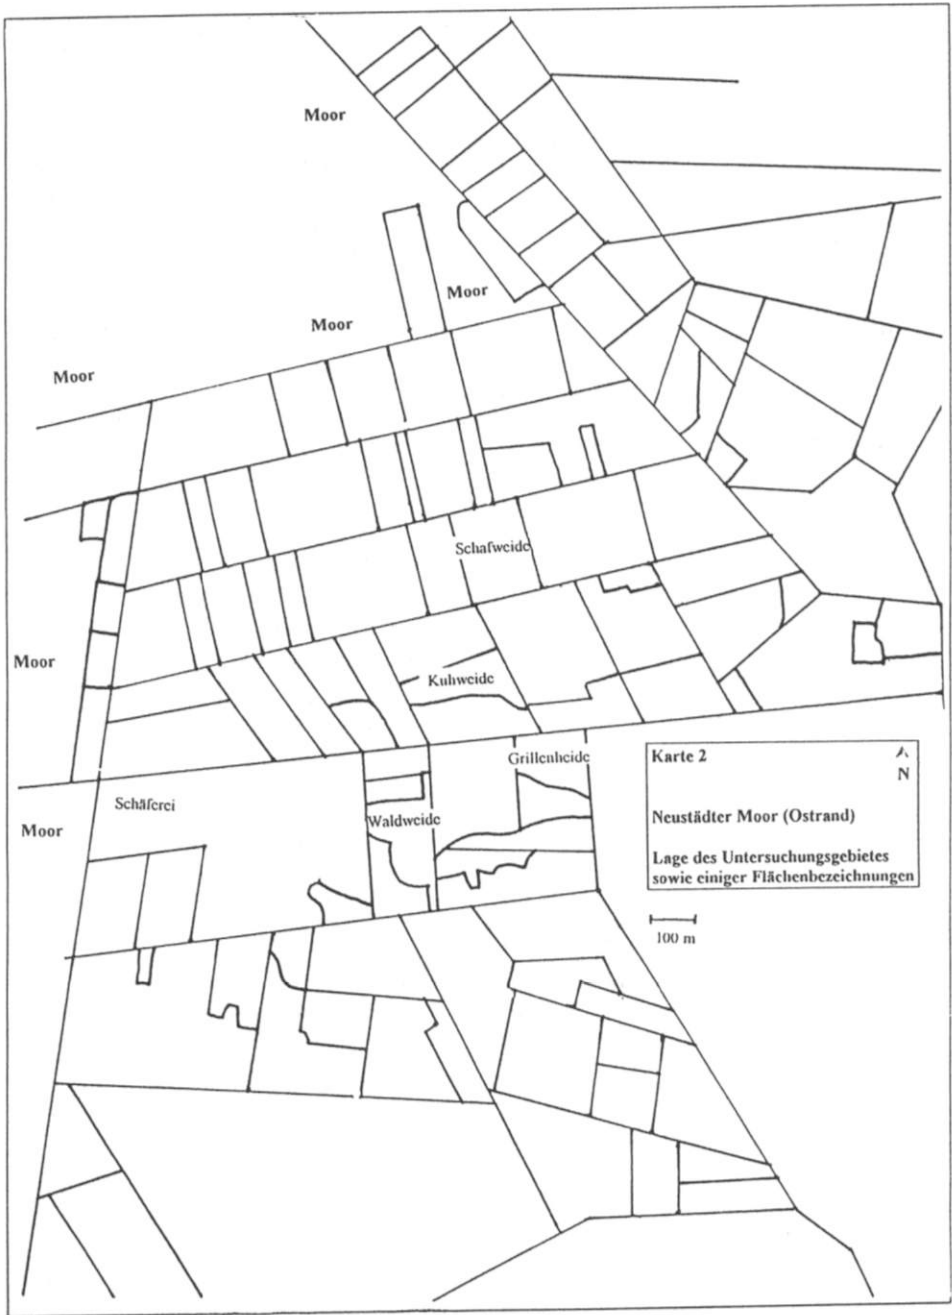 Moor
Moor
Moor
Moor
Schafweide
Moor
Kuhweide
Grillenheide
Karte 2
N
Schäferei
Neustädter Moor (Ostrand)
Waldweide
Moor
Lage des Untersuchungsgebietes
sowie einiger Flächenbezeichnungen
100 m